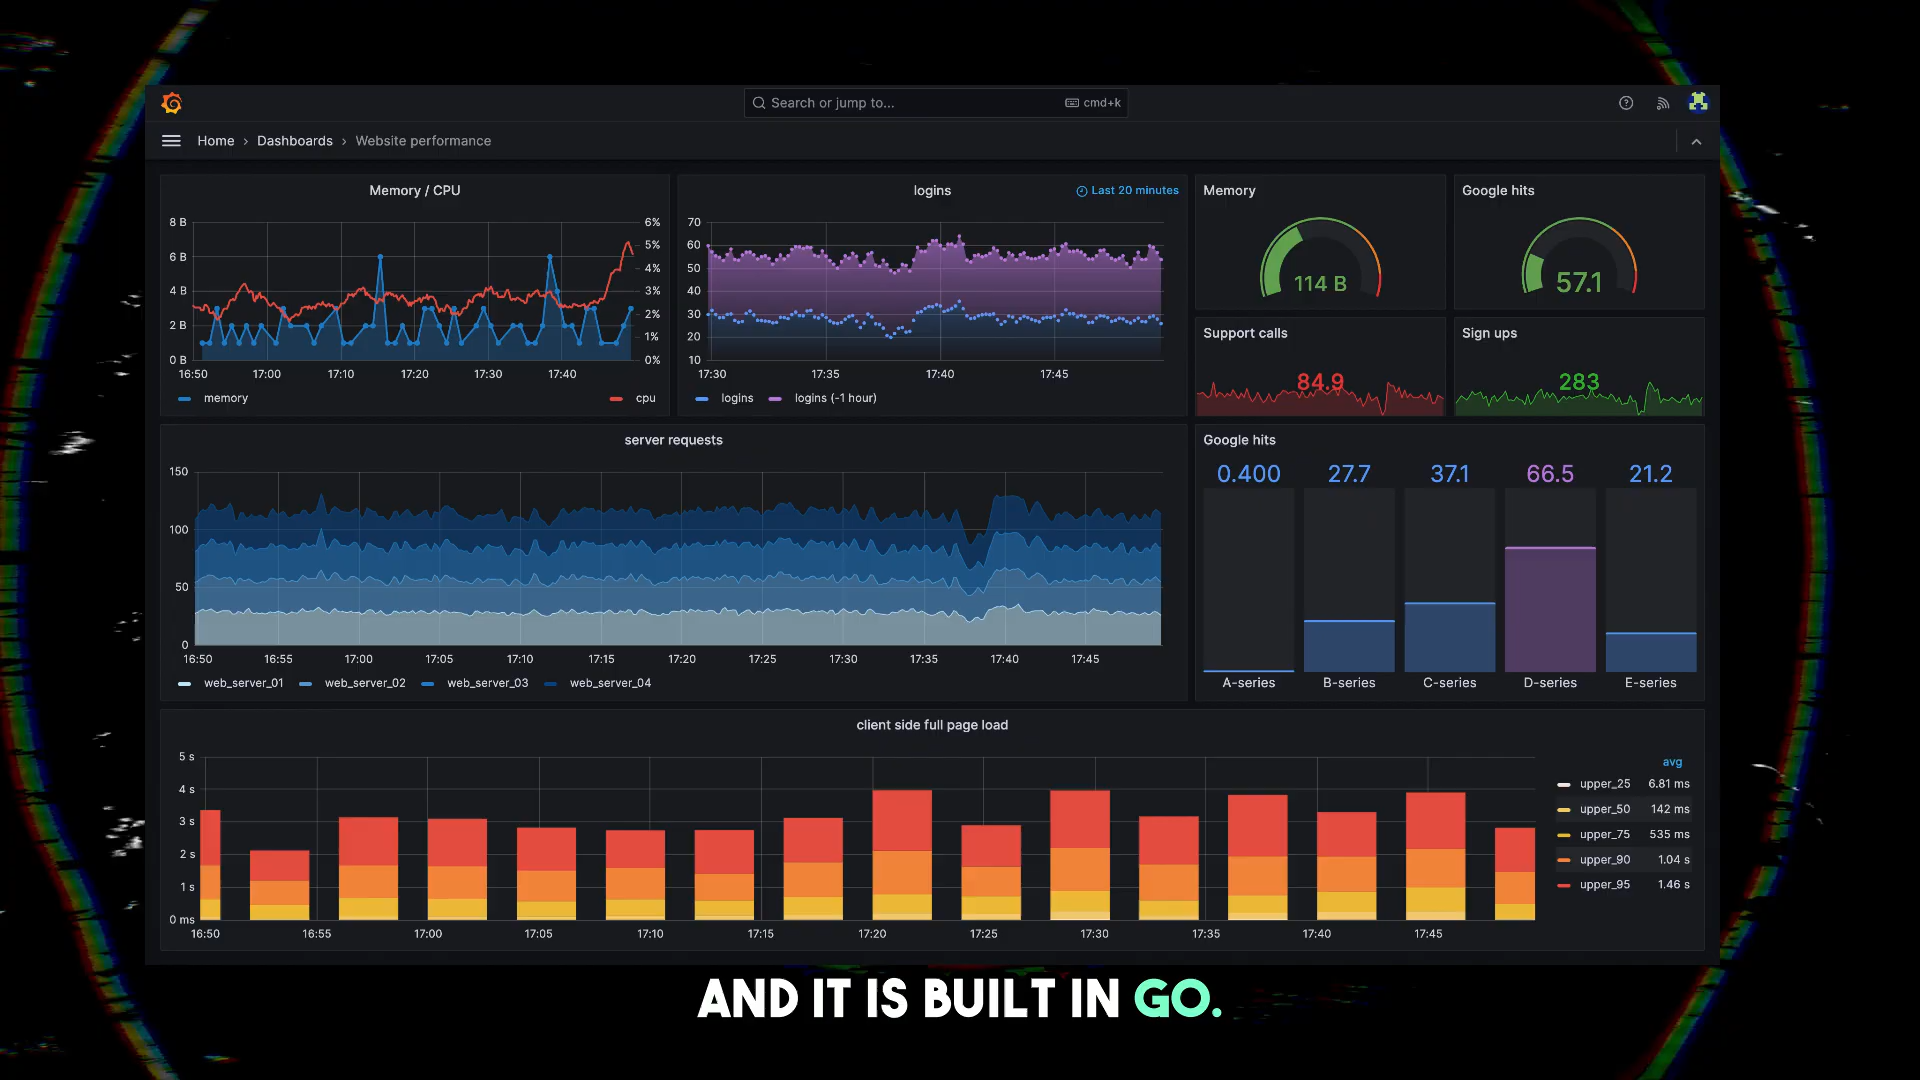 Search or jump to... cmd+k
Home › Dashboards › Website performance
Memory / CPU
8 B
6 B
4 B
2 B
0 B
6%
5%
4%
3%
2%
1%
0%
16:50 17:00 17:10 17:20 17:30 17:40
memory cpu
logins
Last 20 minutes
70
60
50
40
30
20
10
17:30 17:35 17:40 17:45
logins logins (-1 hour)
Memory
114 B
Google hits
57.1
Support calls
84.9
Sign ups
283
server requests
150
100
50
0
16:50 16:55 17:00 17:05 17:10 17:15 17:20 17:25 17:30 17:35 17:40 17:45
web_server_01 web_server_02 web_server_03 web_server_04
Google hits
0.400 27.7 37.1 66.5 21.2
A-series B-series C-series D-series E-series
client side full page load
5 s
4 s
3 s
2 s
1 s
0 ms
16:50 16:55 17:00 17:05 17:10 17:15 17:20 17:25 17:30 17:35 17:40 17:45
avg
upper_25 6.81 ms
upper_50 142 ms
upper_75 535 ms
upper_90 1.04 s
upper_95 1.46 s
AND IT IS BUILT IN GO.